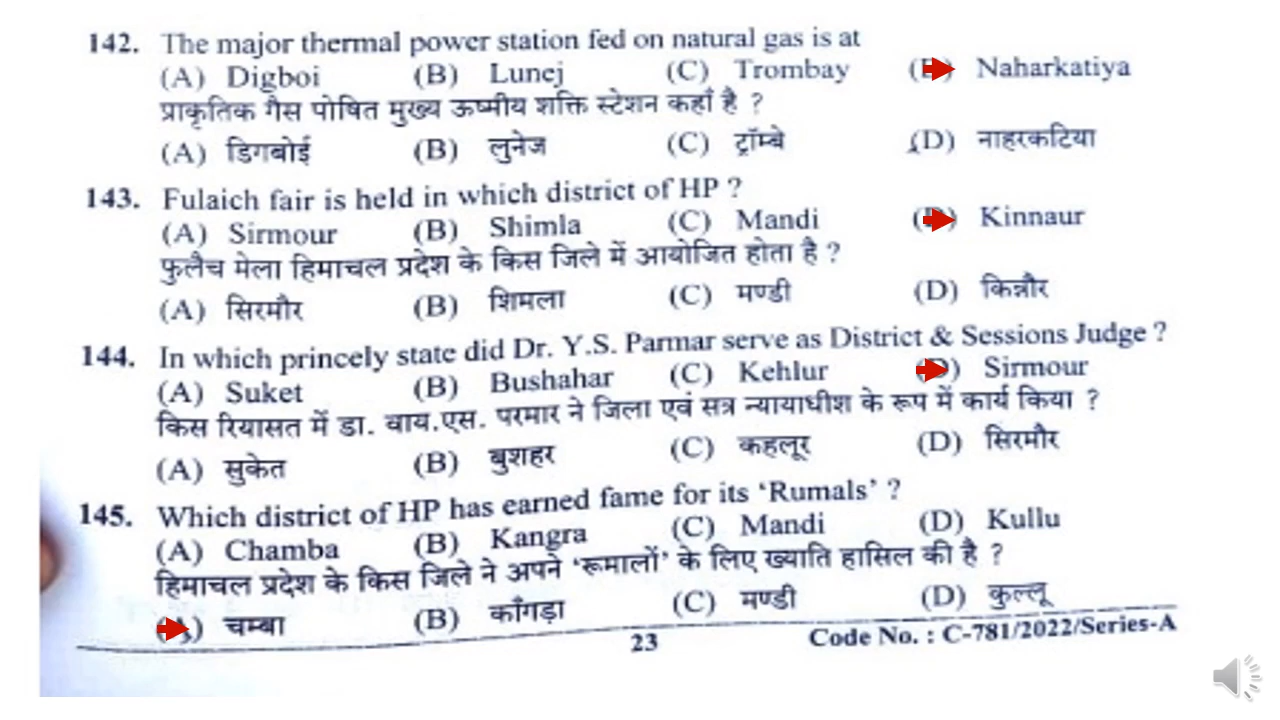 142. The major thermal power station fed on natural gas is at
(A) Digboi (B) Lunej (C) Trombay Naharkatiya
प्राकृतिक गैस पोषित मुख्य ऊष्मीय शक्ति स्टेशन कहाँ है ?
(A) डिगबोई (B) लुनेज (C) ट्रॉम्बे (D) नाहरकटिया
143. Fulaich fair is held in which district of HP ?
(A) Sirmour (B) Shimla (C) Mandi Kinnaur
फुलैच मेला हिमाचल प्रदेश के किस जिले में आयोजित होता है ?
(A) सिरमौर (B) शिमला (C) मण्डी (D) किन्नौर
144. In which princely state did Dr. Y.S. Parmar serve as District & Sessions Judge ?
(A) Suket (B) Bushahar (C) Kehlur (D) Sirmour
किस रियासत में डा. वाय.एस. परमार ने जिला एवं सत्र न्यायाधीश के रूप में कार्य किया ?
(A) सुकेत (B) बुशहर (C) कहलूर (D) सिरमौर
145. Which district of HP has earned fame for its ‘Rumals’ ?
(A) Chamba (B) Kangra (C) Mandi (D) Kullu
हिमाचल प्रदेश के किस जिले ने अपने ‘रूमालों’ के लिए ख्याति हासिल की है ?
चम्बा (B) काँगड़ा (C) मण्डी (D) कुल्लू
23 Code No. : C-781/2022/Series-A